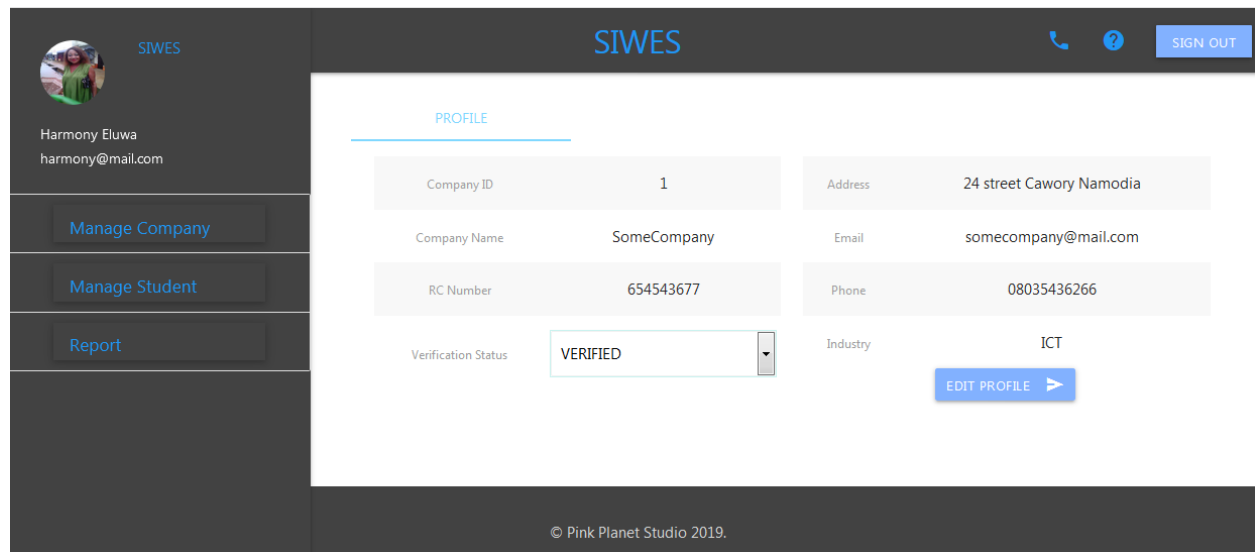 SIWES
Harmony Eluwa
harmony@mail.com
Manage Company
Manage Student
Report
SIWES
SIGN OUT
PROFILE
Company ID 1 Address 24 street Cawory Namodia
Company Name SomeCompany Email somecompany@mail.com
RC Number 654543677 Phone 08035436266
Verification Status VERIFIED Industry ICT
EDIT PROFILE
© Pink Planet Studio 2019.